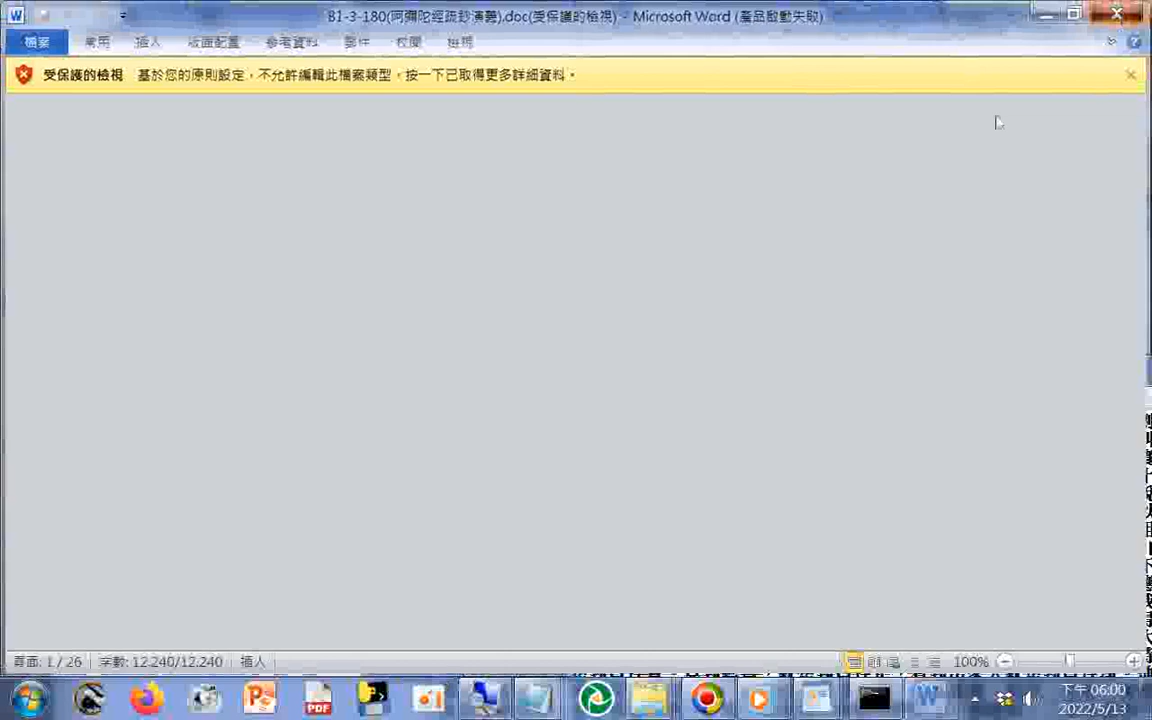 B1-3-180(阿彌陀經疏鈔演義).doc(受保護的檢視) - Microsoft Word (產品啟動失敗)
檔案 常用 插入 版面配置 參考資料 郵件 校閱 檢視
受保護的檢視 基於您的原則設定，不允許編輯此檔案類型，按一下已取得更多詳細資料。
頁面: 1 / 26 字數: 12,240/12,240 插入 100%
下午 06:00
2022/5/13